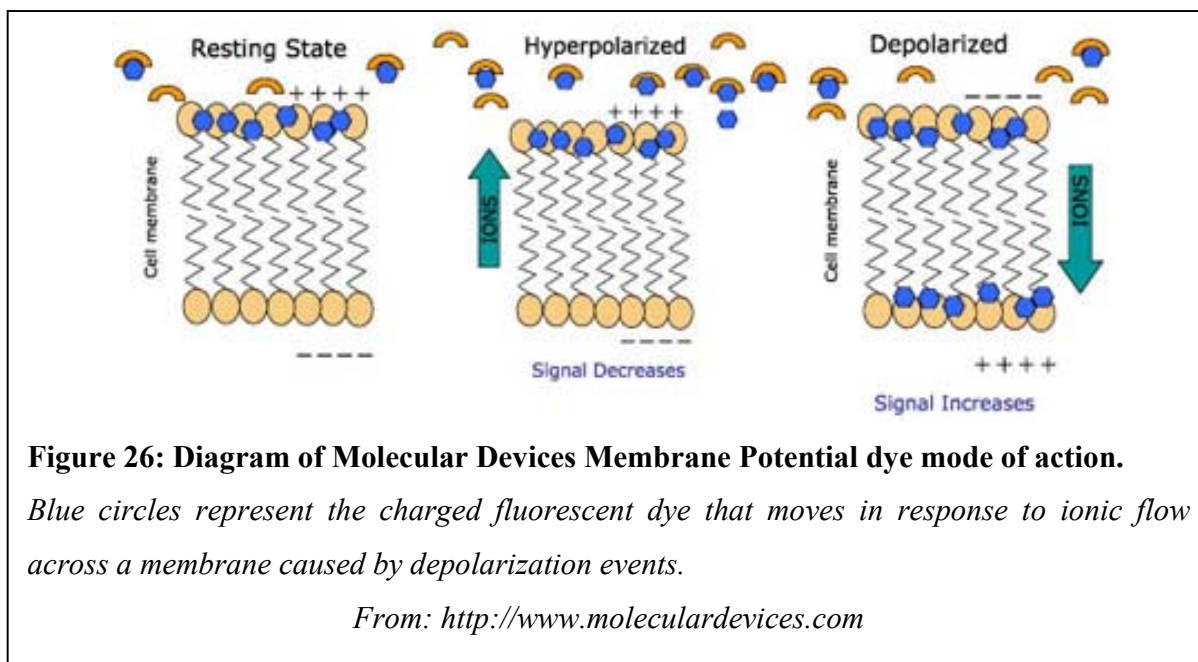 Resting State
Hyperpolarized
Depolarized
+ + + +
+ + + +
– – – –
Cell membrane
IONS
Cell membrane
IONS
– – – –
– – – –
+ + + +
Signal Decreases
Signal Increases
Figure 26: Diagram of Molecular Devices Membrane Potential dye mode of action.
Blue circles represent the charged fluorescent dye that moves in response to ionic flow
across a membrane caused by depolarization events.
From: http://www.moleculardevices.com